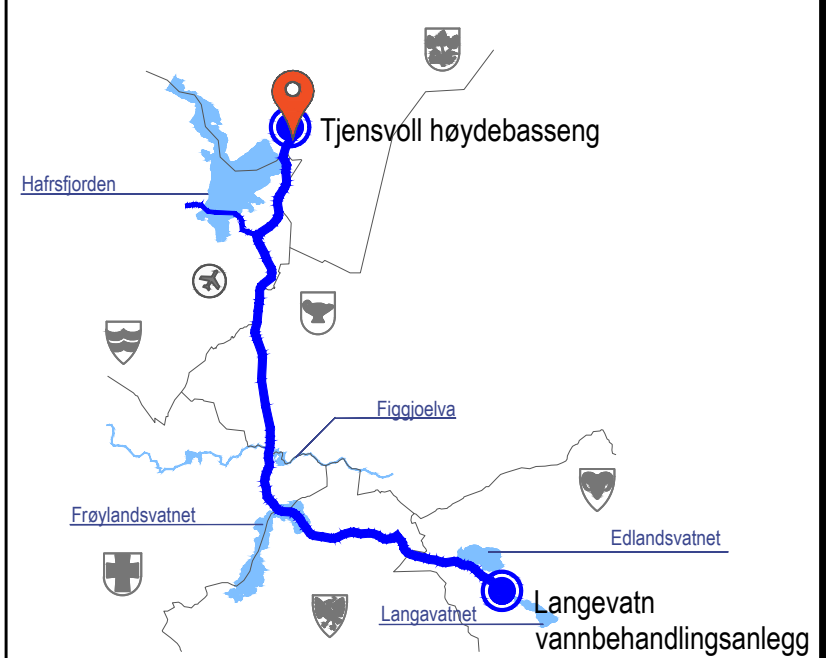 Tjensvoll høydebasseng
Hafrsfjorden
Figgjoelva
Frøylandsvatnet
Edlandsvatnet
Langavatnet
Langevatn
vannbehandlingsanlegg